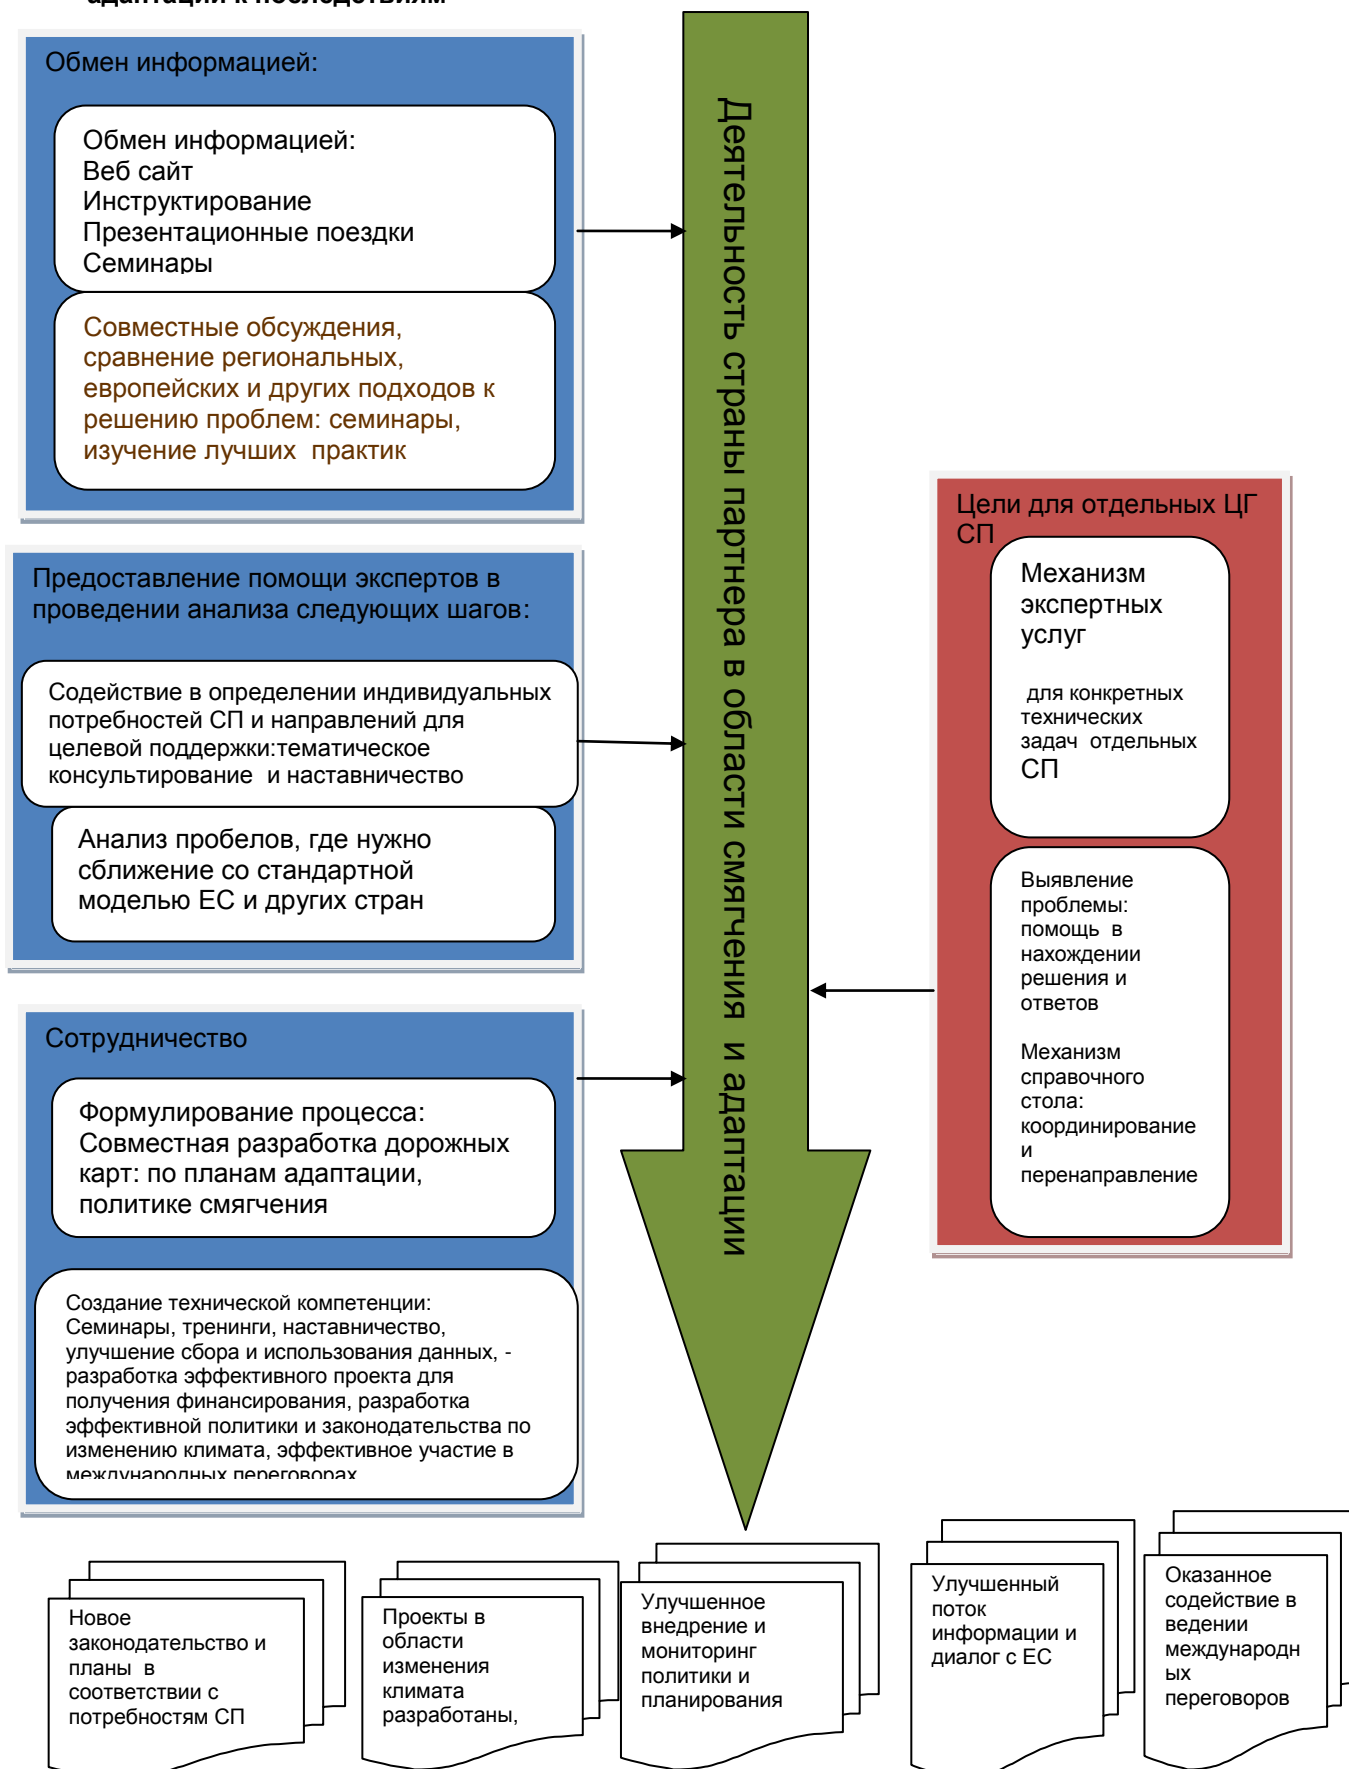 адаптации к последствиям
Обмен информацией:
Обмен информацией:
Веб сайт
Инструктирование
Презентационные поездки
Семинары
Совместные обсуждения,
сравнение региональных,
европейских и других подходов к
решению проблем: семинары,
изучение лучших практик
Предоставление помощи экспертов в
проведении анализа следующих шагов:
Содействие в определении индивидуальных
потребностей СП и направлений для
целевой поддержки:тематическое
консультирование и наставничество
Анализ пробелов, где нужно
сближение со стандартной
моделью ЕС и других стран
Сотрудничество
Формулирование процесса:
Совместная разработка дорожных
карт: по планам адаптации,
политике смягчения
Создание технической компетенции:
Семинары, тренинги, наставничество,
улучшение сбора и использования данных, -
разработка эффективного проекта для
получения финансирования, разработка
эффективной политики и законодательства по
изменению климата, эффективное участие в
международных переговорах
Деятельность страны партнера в области смягчения и адаптации
Цели для отдельных ЦГ
СП
Механизм
экспертных
услуг
для конкретных
технических
задач отдельных
СП
Выявление
проблемы:
помощь в
нахождении
решения и
ответов
Механизм
справочного
стола:
координирование
и
перенаправление
Новое
законодательство и
планы в
соответствии с
потребностям СП
Проекты в
области
изменения
климата
разработаны,
Улучшенное
внедрение и
мониторинг
политики и
планирования
Улучшенный
поток
информации и
диалог с ЕС
Оказанное
содействие в
ведении
международн
ых
переговоров